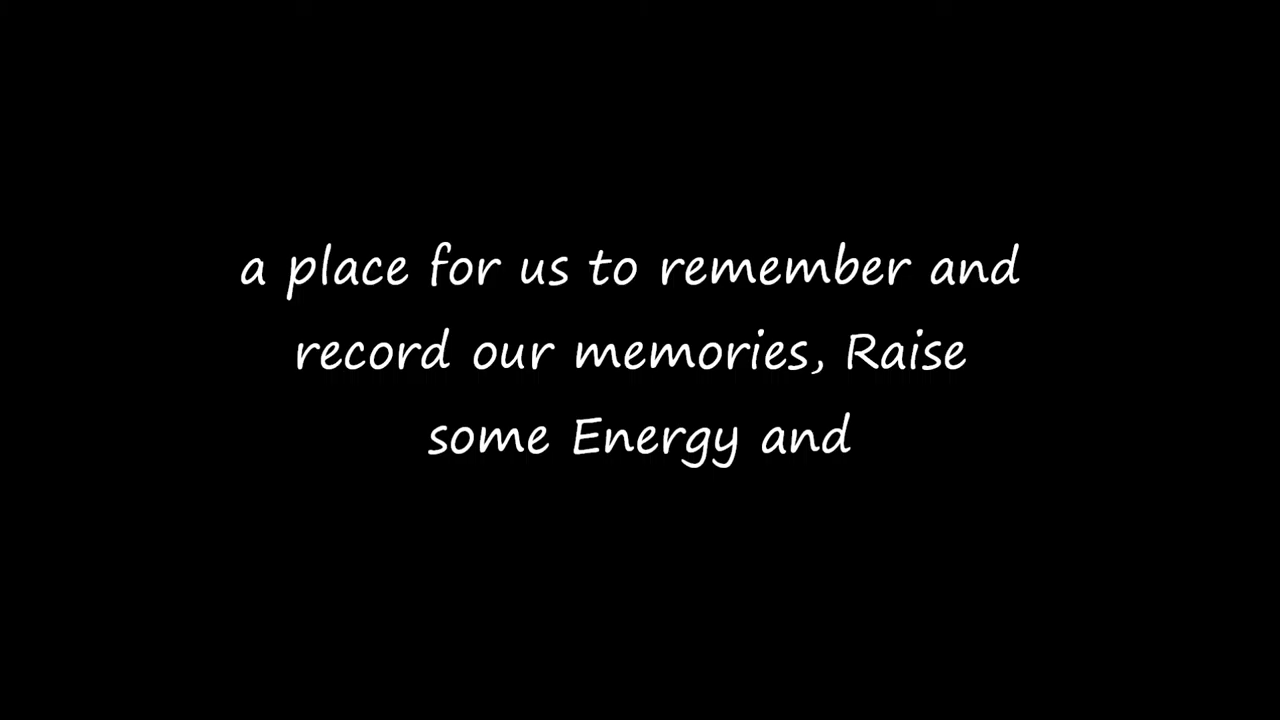 a place for us to remember and
record our memories, Raise
some Energy and